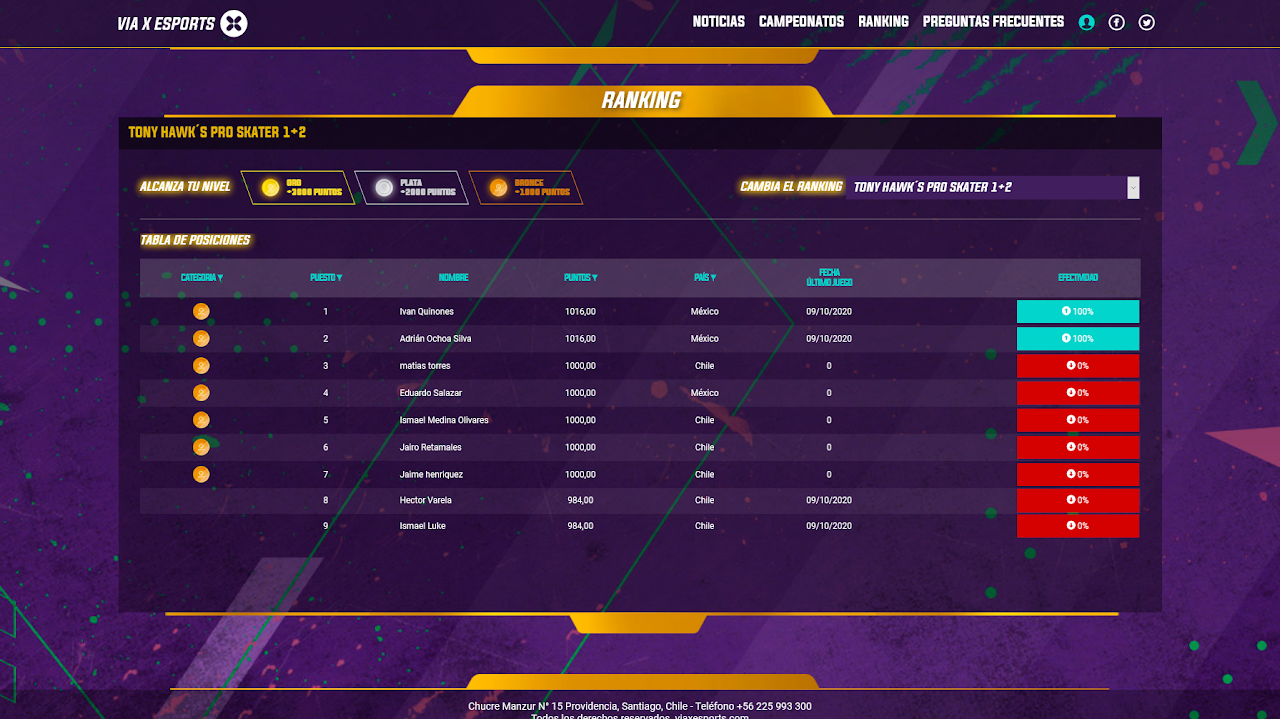 VIA X ESPORTS
NOTICIAS CAMPEONATOS RANKING PREGUNTAS FRECUENTES
RANKING
TONY HAWK´S PRO SKATER 1+2
ALCANZA TU NIVEL
ORO
+3000 PUNTOS
PLATA
+2000 PUNTOS
BRONCE
+1000 PUNTOS
CAMBIA EL RANKING TONY HAWK´S PRO SKATER 1+2
TABLA DE POSICIONES
CATEGORIA ▼ PUESTO ▼ NOMBRE PUNTOS ▼ PAÍS ▼ FECHA ÚLTIMO JUEGO EFECTIVIDAD
1 Ivan Quinones 1016,00 México 09/10/2020 100%
2 Adrián Ochoa Silva 1016,00 México 09/10/2020 100%
3 matias torres 1000,00 Chile 0 0%
4 Eduardo Salazar 1000,00 México 0 0%
5 Ismael Medina Olivares 1000,00 Chile 0 0%
6 Jairo Retamales 1000,00 Chile 0 0%
7 Jaime henriquez 1000,00 Chile 0 0%
8 Hector Varela 984,00 Chile 09/10/2020 0%
9 Ismael Luke 984,00 Chile 09/10/2020 0%
Chucre Manzur N° 15 Providencia, Santiago, Chile - Teléfono +56 225 993 300
Todos los derechos reservados, viaxesports.com